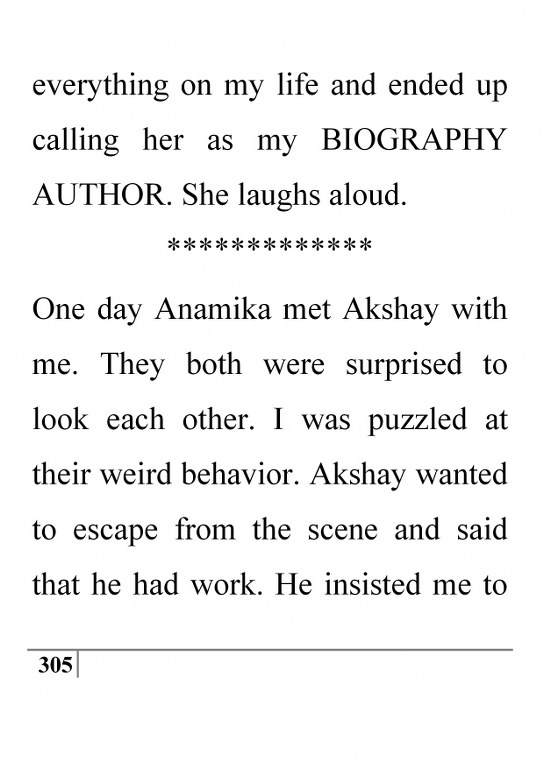 everything on my life and ended up
calling her as my BIOGRAPHY
AUTHOR. She laughs aloud.
*************
One day Anamika met Akshay with
me. They both were surprised to
look each other. I was puzzled at
their weird behavior. Akshay wanted
to escape from the scene and said
that he had work. He insisted me to
305